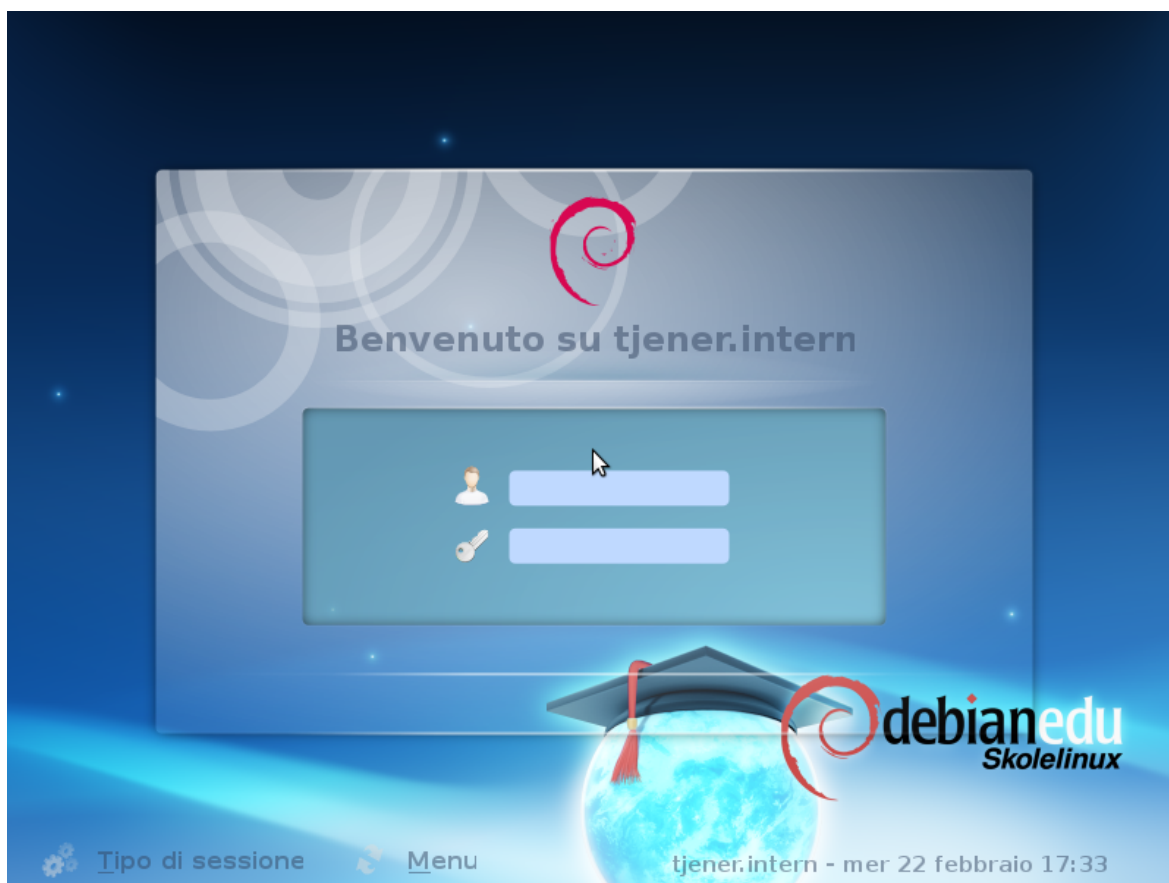 Benvenuto su tjener.intern
debianedu
Skolelinux
Tipo di sessione
Menu
tjener.intern - mer 22 febbraio 17:33